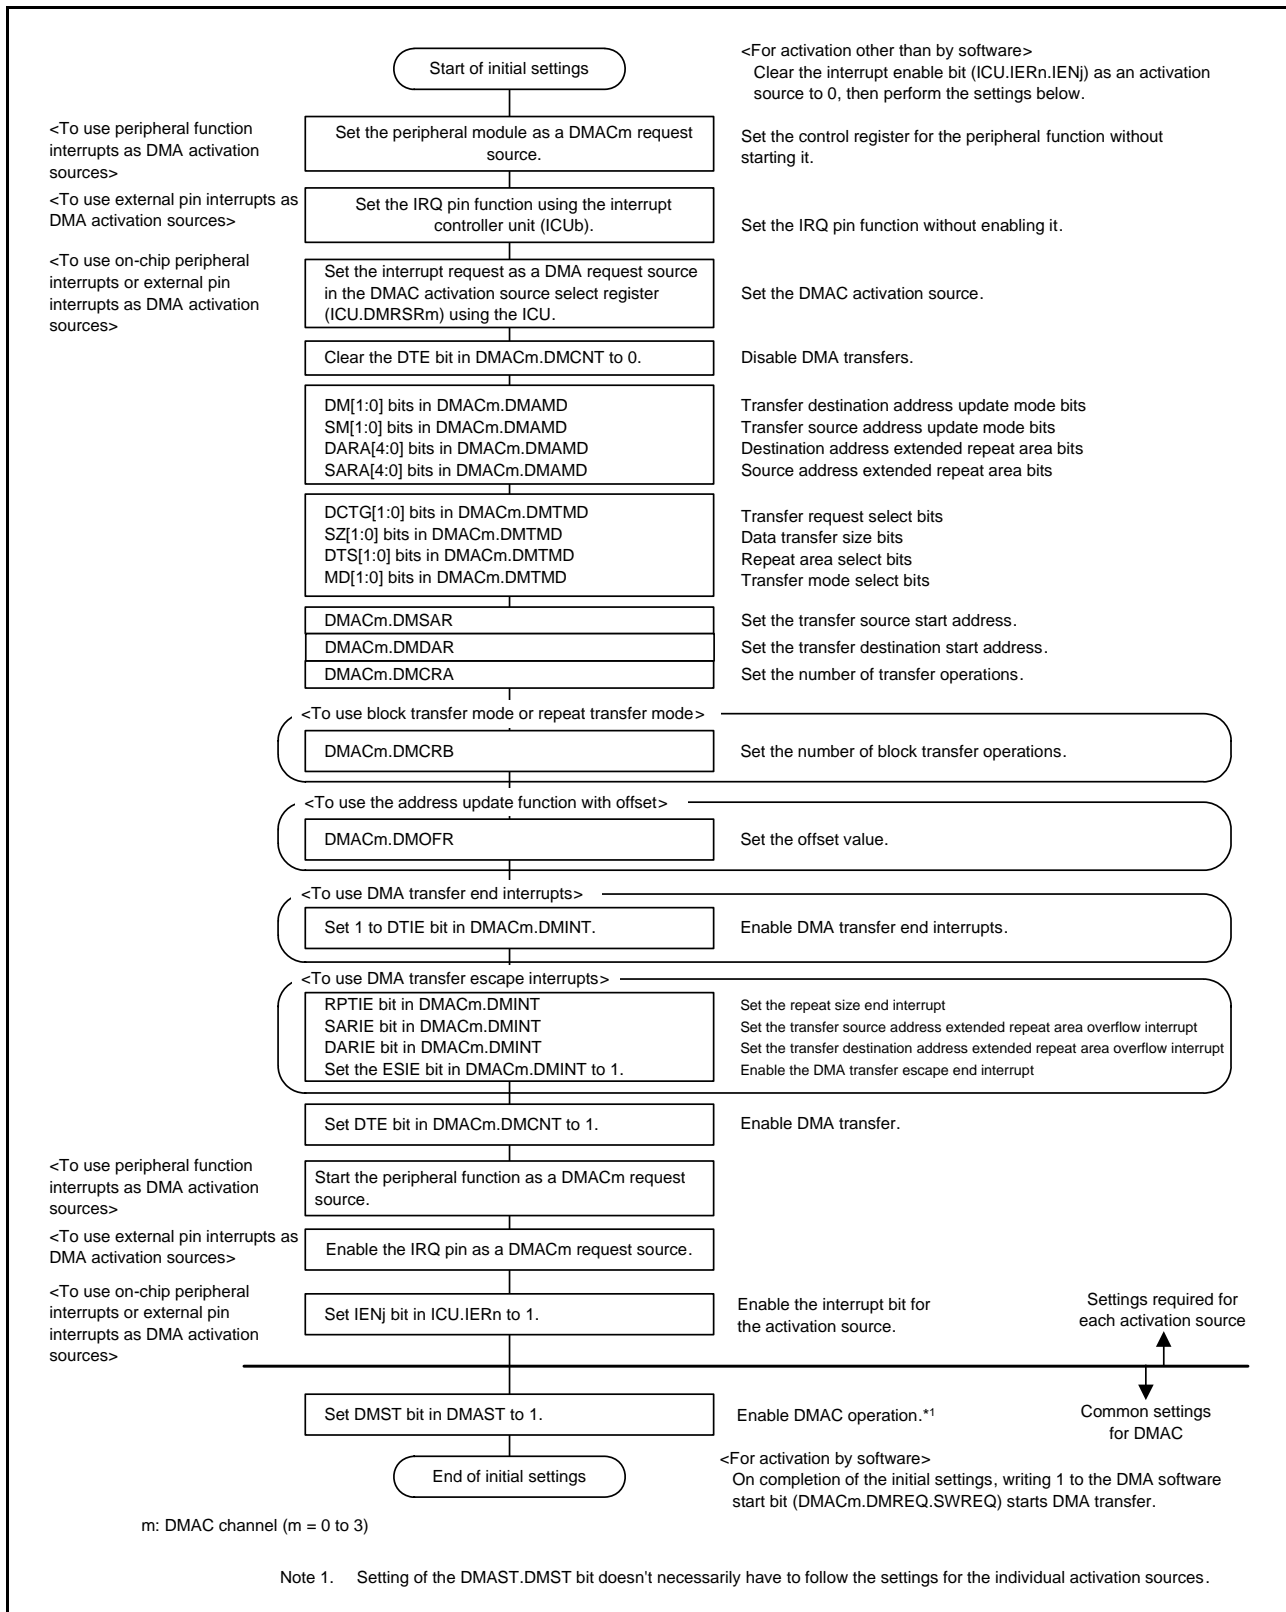 Start of initial settings
<For activation other than by software>
Clear the interrupt enable bit (ICU.IERn.IENj) as an activation
source to 0, then perform the settings below.
<To use peripheral function
interrupts as DMA activation
sources>
Set the peripheral module as a DMACm request
source.
Set the control register for the peripheral function without
starting it.
<To use external pin interrupts as
DMA activation sources>
Set the IRQ pin function using the interrupt
controller unit (ICUb).
Set the IRQ pin function without enabling it.
<To use on-chip peripheral
interrupts or external pin
interrupts as DMA activation
sources>
Set the interrupt request as a DMA request source
in the DMAC activation source select register
(ICU.DMRSRm) using the ICU.
Set the DMAC activation source.
Clear the DTE bit in DMACm.DMCNT to 0.
Disable DMA transfers.
DM[1:0] bits in DMACm.DMAMD
Transfer destination address update mode bits
SM[1:0] bits in DMACm.DMAMD
Transfer source address update mode bits
DARA[4:0] bits in DMACm.DMAMD
Destination address extended repeat area bits
SARA[4:0] bits in DMACm.DMAMD
Source address extended repeat area bits
DCTG[1:0] bits in DMACm.DMTMD
Transfer request select bits
SZ[1:0] bits in DMACm.DMTMD
Data transfer size bits
DTS[1:0] bits in DMACm.DMTMD
Repeat area select bits
MD[1:0] bits in DMACm.DMTMD
Transfer mode select bits
DMACm.DMSAR
Set the transfer source start address.
DMACm.DMDAR
Set the transfer destination start address.
DMACm.DMCRA
Set the number of transfer operations.
<To use block transfer mode or repeat transfer mode>
DMACm.DMCRB
Set the number of block transfer operations.
<To use the address update function with offset>
DMACm.DMOFR
Set the offset value.
<To use DMA transfer end interrupts>
Set 1 to DTIE bit in DMACm.DMINT.
Enable DMA transfer end interrupts.
<To use DMA transfer escape interrupts>
RPTIE bit in DMACm.DMINT
Set the repeat size end interrupt
SARIE bit in DMACm.DMINT
Set the transfer source address extended repeat area overflow interrupt
DARIE bit in DMACm.DMINT
Set the transfer destination address extended repeat area overflow interrupt
Set the ESIE bit in DMACm.DMINT to 1.
Enable the DMA transfer escape end interrupt
Set DTE bit in DMACm.DMCNT to 1.
Enable DMA transfer.
<To use peripheral function
interrupts as DMA activation
sources>
Start the peripheral function as a DMACm request
source.
<To use external pin interrupts as
DMA activation sources>
Enable the IRQ pin as a DMACm request source.
<To use on-chip peripheral
interrupts or external pin
interrupts as DMA activation
sources>
Set IENj bit in ICU.IERn to 1.
Enable the interrupt bit for
the activation source.
Settings required for
each activation source
Set DMST bit in DMAST to 1.
Enable DMAC operation.*1
Common settings
for DMAC
End of initial settings
<For activation by software>
On completion of the initial settings, writing 1 to the DMA software
start bit (DMACm.DMREQ.SWREQ) starts DMA transfer.
m: DMAC channel (m = 0 to 3)
Note 1. Setting of the DMAST.DMST bit doesn't necessarily have to follow the settings for the individual activation sources.